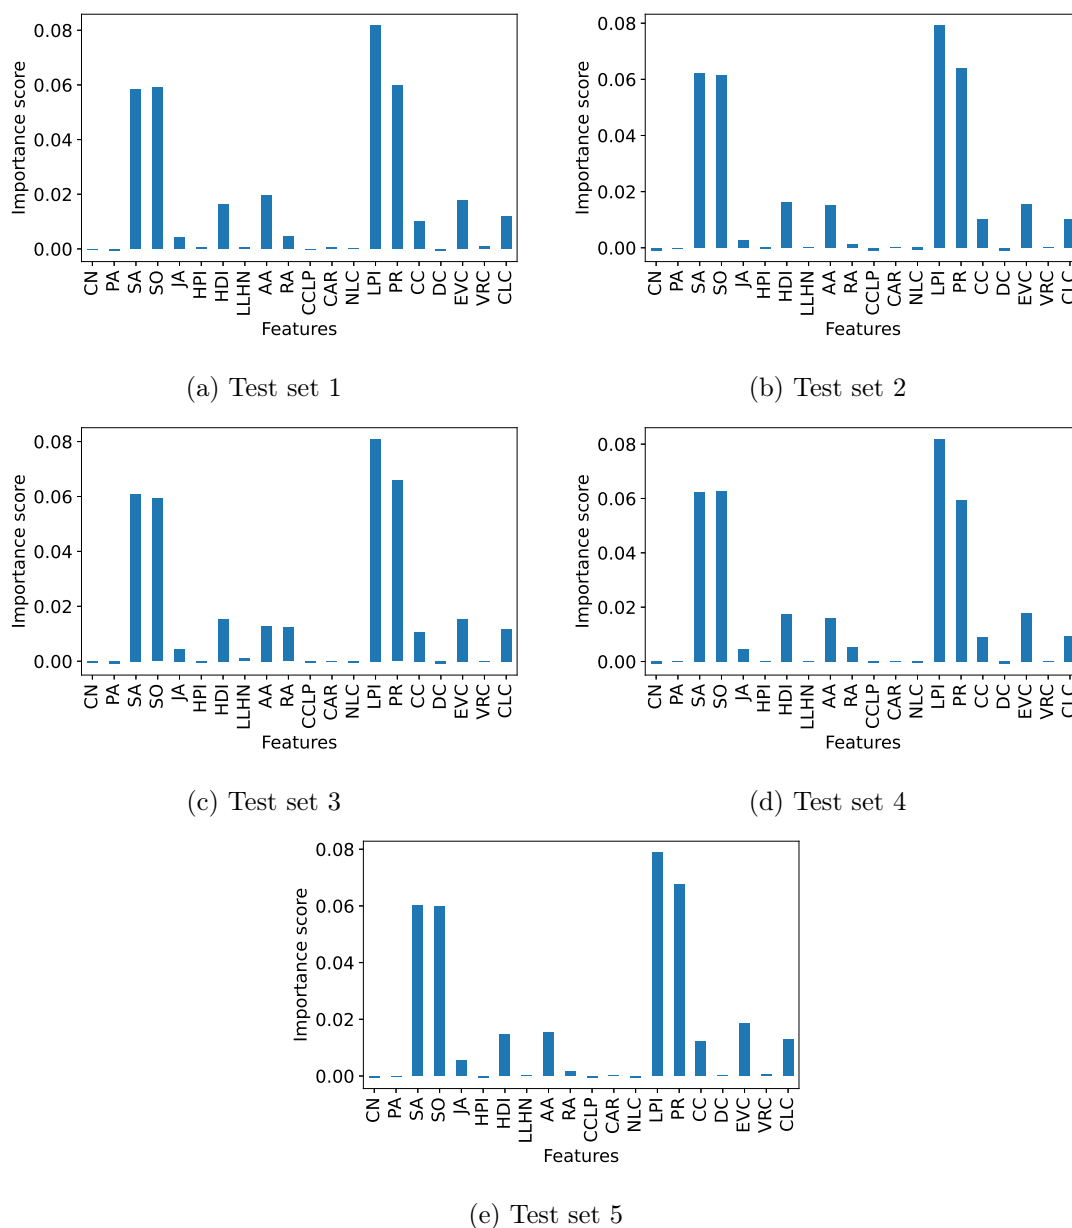 0.08
0.06
0.04
0.02
0.00
Importance score
CN PA SA SO JA HPI HDI LLHN AA RA CCLP CAR NLC LPI PR CC DC EVC VRC CLC
Features
(a) Test set 1
0.08
0.06
0.04
0.02
0.00
Importance score
CN PA SA SO JA HPI HDI LLHN AA RA CCLP CAR NLC LPI PR CC DC EVC VRC CLC
Features
(b) Test set 2
0.08
0.06
0.04
0.02
0.00
Importance score
CN PA SA SO JA HPI HDI LLHN AA RA CCLP CAR NLC LPI PR CC DC EVC VRC CLC
Features
(c) Test set 3
0.08
0.06
0.04
0.02
0.00
Importance score
CN PA SA SO JA HPI HDI LLHN AA RA CCLP CAR NLC LPI PR CC DC EVC VRC CLC
Features
(d) Test set 4
0.08
0.06
0.04
0.02
0.00
Importance score
CN PA SA SO JA HPI HDI LLHN AA RA CCLP CAR NLC LPI PR CC DC EVC VRC CLC
Features
(e) Test set 5